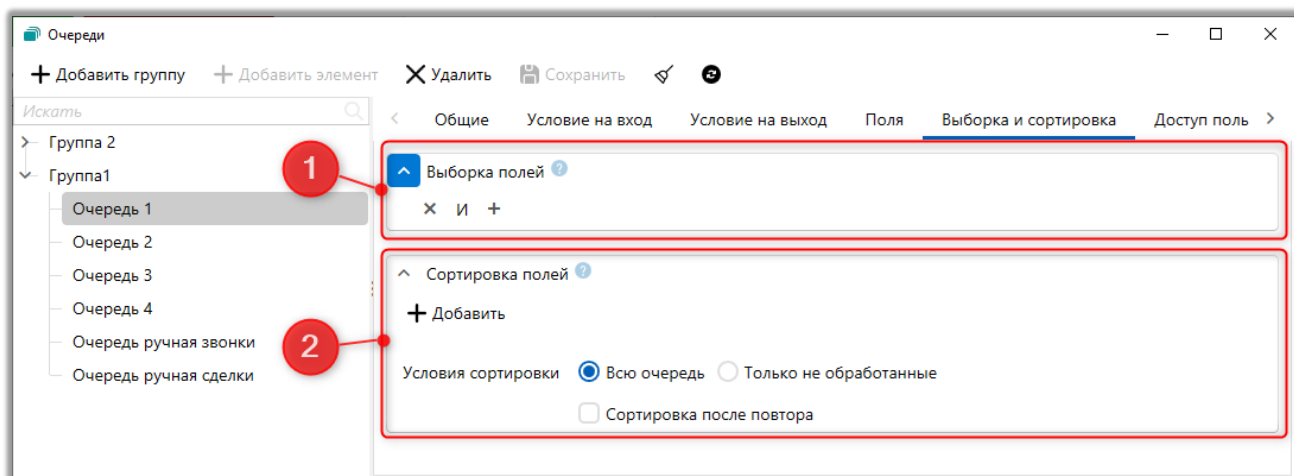 Очереди
Добавить группу Добавить элемент Удалить Сохранить
Искать
Общие Условие на вход Условие на выход Поля Выборка и сортировка Доступ поль
Группа 2
Группа1
Очередь 1
Очередь 2
Очередь 3
Очередь 4
Очередь ручная звонки
Очередь ручная сделки
1
Выборка полей ?
× И +
2
Сортировка полей ?
+ Добавить
Условия сортировки Всю очередь Только не обработанные
Сортировка после повтора